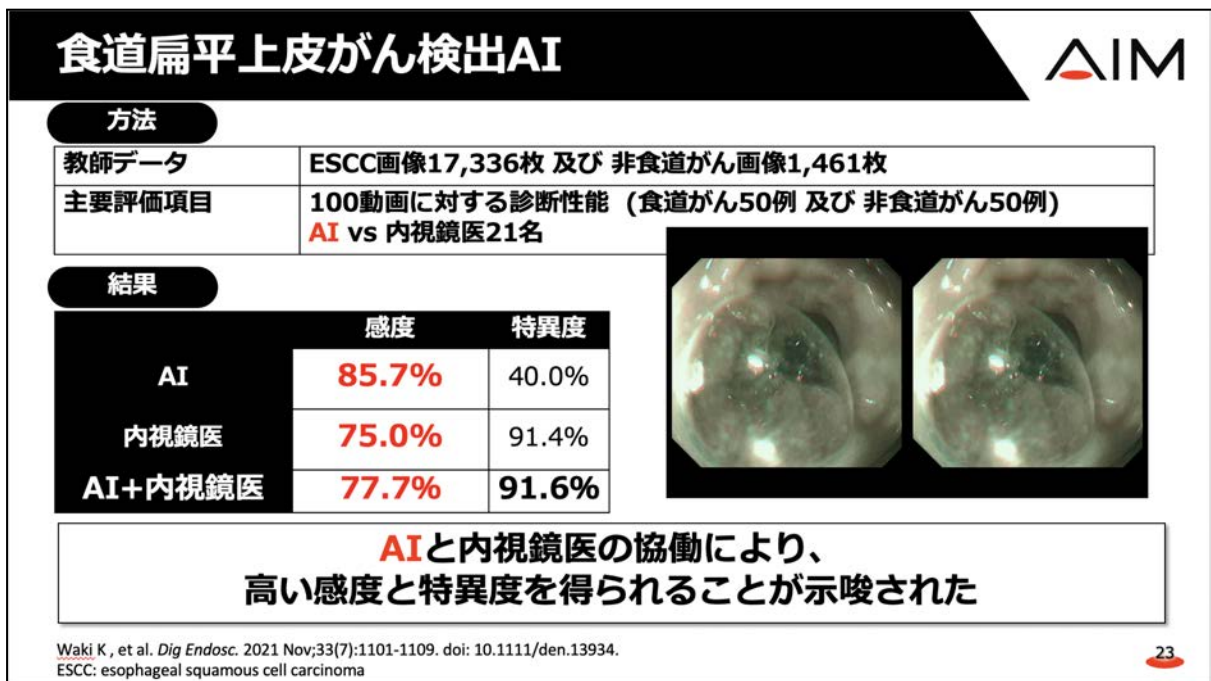 食道扁平上皮がん検出AI
AIM
方法
教師データ ESCC画像17,336枚 及び 非食道がん画像1,461枚
主要評価項目 100動画に対する診断性能 (食道がん50例 及び 非食道がん50例)
AI vs 内視鏡医21名
結果
感度 特異度
AI 85.7% 40.0%
内視鏡医 75.0% 91.4%
AI+内視鏡医 77.7% 91.6%
AIと内視鏡医の協働により、
高い感度と特異度を得られることが示唆された
Waki K , et al. Dig Endosc. 2021 Nov;33(7):1101-1109. doi: 10.1111/den.13934.
ESCC: esophageal squamous cell carcinoma
23